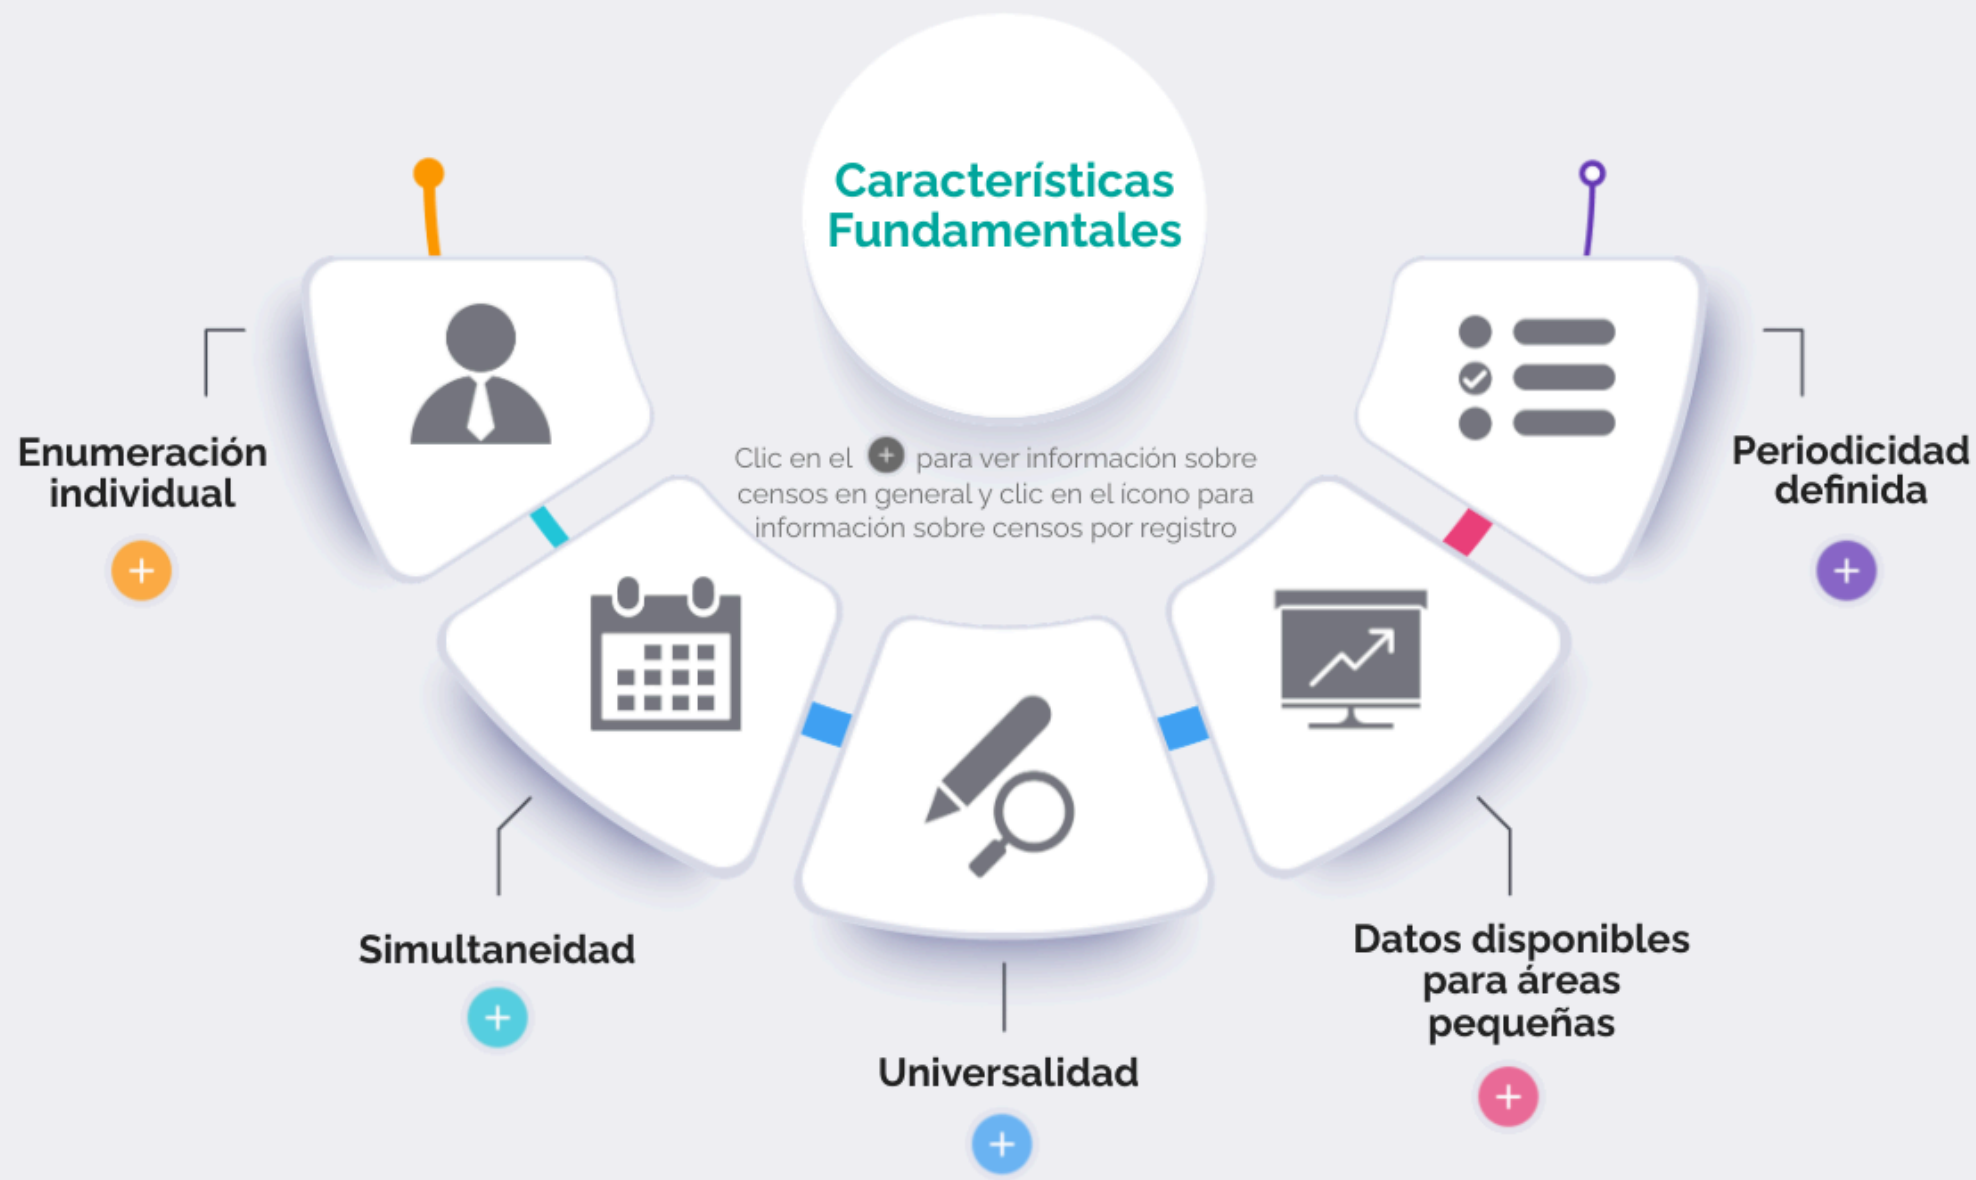 Características
Fundamentales
Clic en el + para ver información sobre
censos en general y clic en el ícono para
información sobre censos por registro
Enumeración
individual
+
Simultaneidad
+
Universalidad
+
Datos disponibles
para áreas
pequeñas
+
Periodicidad
definida
+